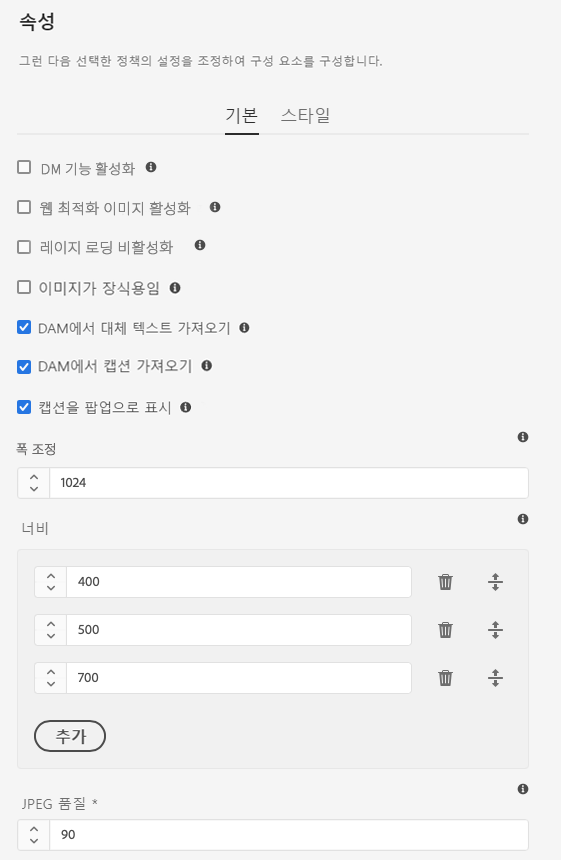 속성
그런 다음 선택한 정책의 설정을 조정하여 구성 요소를 구성합니다.
기본 스타일
DM 기능 활성화
웹 최적화 이미지 활성화
레이지 로딩 비활성화
이미지가 장식용임
DAM에서 대체 텍스트 가져오기
DAM에서 캡션 가져오기
캡션을 팝업으로 표시
폭 조정
1024
너비
400
500
700
추가
JPEG 품질 *
90